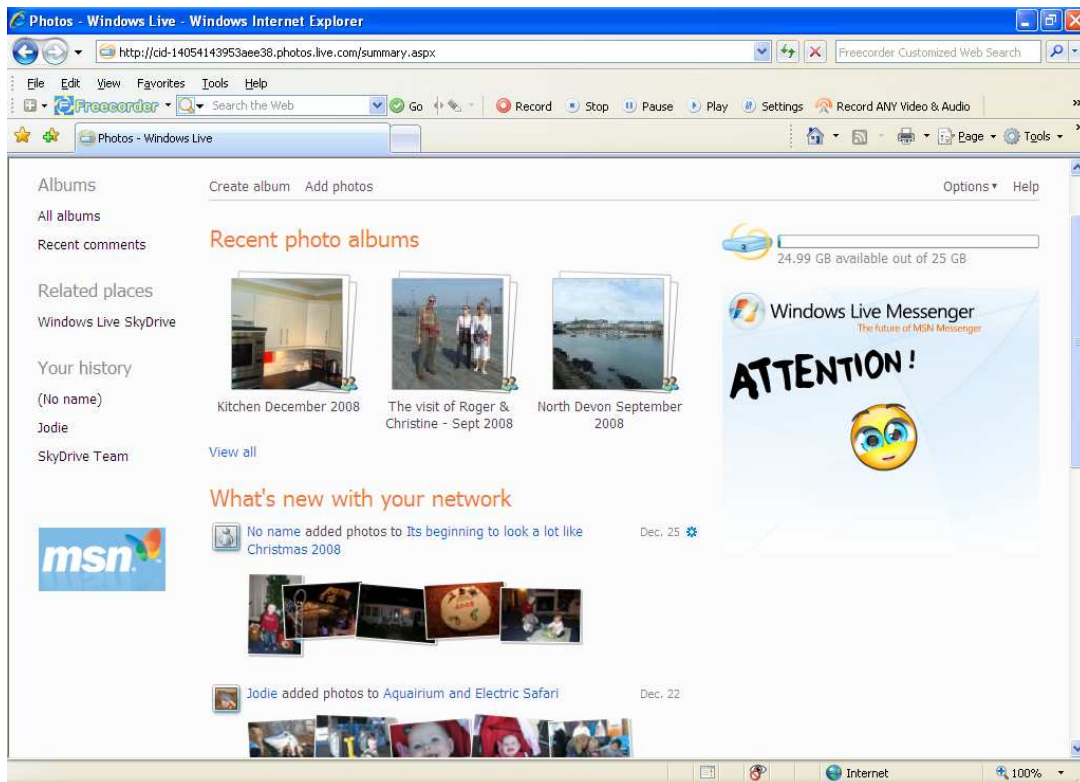 Photos - Windows Live - Windows Internet Explorer
http://cid-14054143953aee38.photos.live.com/summary.aspx
Freecorder Customized Web Search
File Edit View Favorites Tools Help
Freecorder
Search the Web
Go
Record
Stop
Pause
Play
Settings
Record ANY Video & Audio
»
Photos - Windows Live
Page
Tools
Albums
All albums
Recent comments
Related places
Windows Live SkyDrive
Your history
(No name)
Jodie
SkyDrive Team
msn
Create album Add photos
Options
Help
Recent photo albums
Kitchen December 2008
The visit of Roger &
Christine - Sept 2008
North Devon September
2008
View all
What's new with your network
No name added photos to Its beginning to look a lot like
Christmas 2008
Dec. 25
Jodie added photos to Aquairium and Electric Safari
Dec. 22
24.99 GB available out of 25 GB
Windows Live Messenger
The future of MSN Messenger
ATTENTION!
Internet
100%